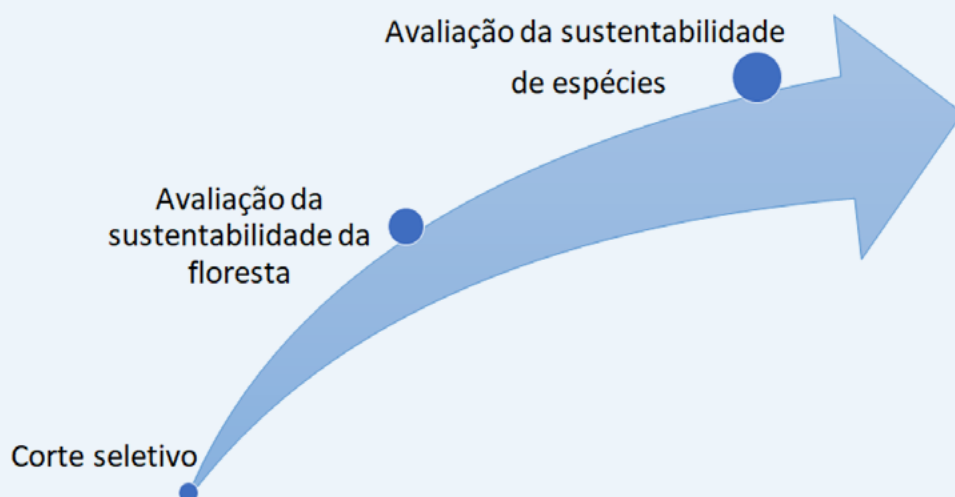 Avaliação da sustentabilidade
de espécies
Avaliação da
sustentabilidade da
floresta
Corte seletivo